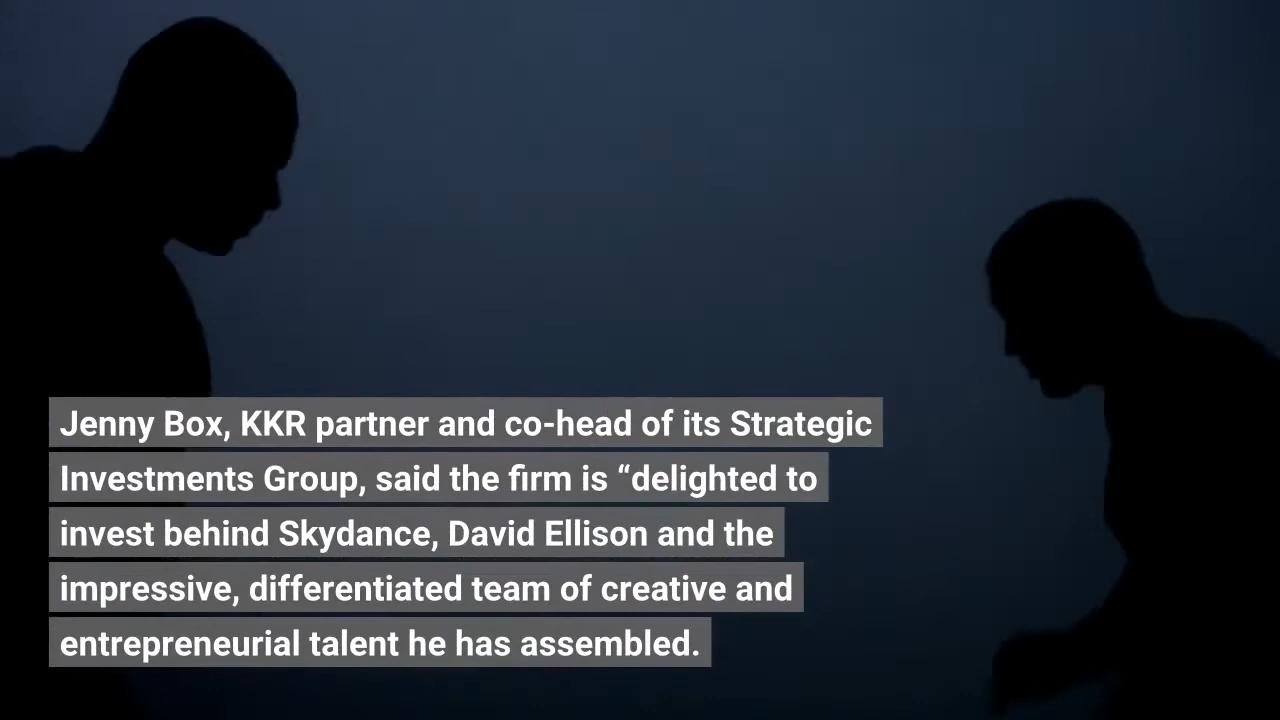 Jenny Box, KKR partner and co-head of its Strategic
Investments Group, said the firm is “delighted to
invest behind Skydance, David Ellison and the
impressive, differentiated team of creative and
entrepreneurial talent he has assembled.